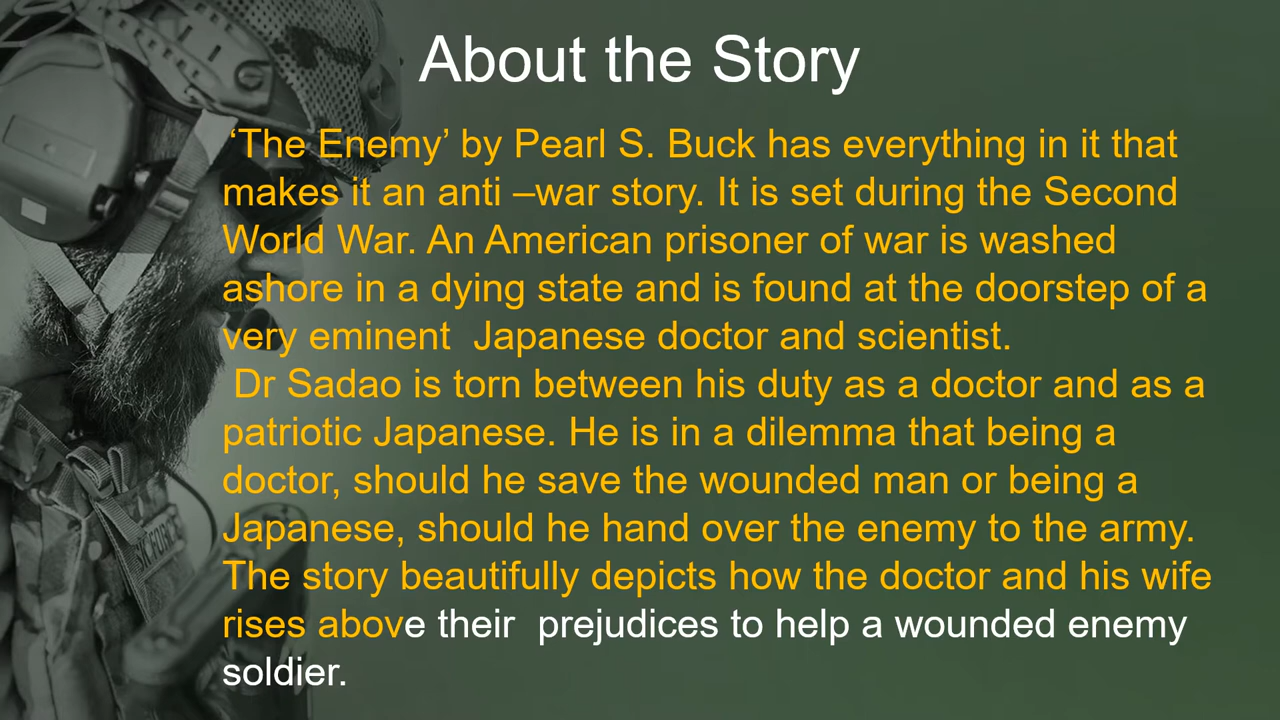 About the Story
‘The Enemy’ by Pearl S. Buck has everything in it that
makes it an anti –war story. It is set during the Second
World War. An American prisoner of war is washed
ashore in a dying state and is found at the doorstep of a
very eminent  Japanese doctor and scientist.
Dr Sadao is torn between his duty as a doctor and as a
patriotic Japanese. He is in a dilemma that being a
doctor, should he save the wounded man or being a
Japanese, should he hand over the enemy to the army.
The story beautifully depicts how the doctor and his wife
rises above their  prejudices to help a wounded enemy
soldier.